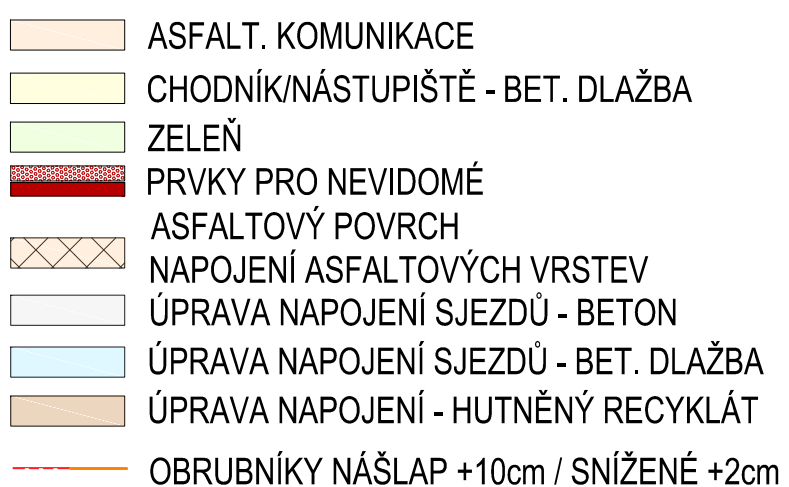 ASFALT. KOMUNIKACE
CHODNÍK/NÁSTUPIŠTĚ - BET. DLAŽBA
ZELEŇ
PRVKY PRO NEVIDOMÉ
ASFALTOVÝ POVRCH
NAPOJENÍ ASFALTOVÝCH VRSTEV
ÚPRAVA NAPOJENÍ SJEZDŮ - BETON
ÚPRAVA NAPOJENÍ SJEZDŮ - BET. DLAŽBA
ÚPRAVA NAPOJENÍ - HUTNĚNÝ RECYKLÁT
OBRUBNÍKY NÁŠLAP +10cm / SNÍŽENÉ +2cm